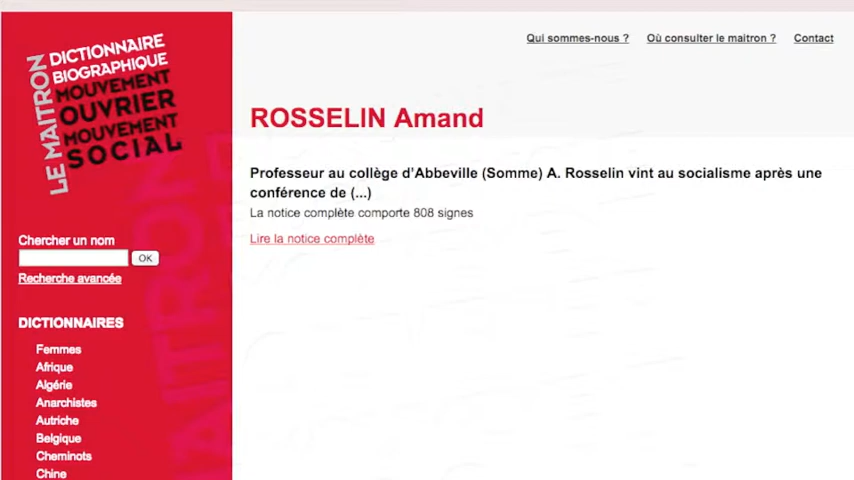 LE MAITRON
DICTIONNAIRE
BIOGRAPHIQUE
MOUVEMENT
OUVRIER
MOUVEMENT
SOCIAL
Qui sommes-nous ?
Où consulter le maitron ?
Contact
ROSSELIN Amand
Professeur au collège d'Abbeville (Somme) A. Rosselin vint au socialisme après une
conférence de (...)
La notice complète comporte 808 signes
Lire la notice complète
Chercher un nom
OK
Recherche avancée
DICTIONNAIRES
Femmes
Afrique
Algérie
Anarchistes
Autriche
Belgique
Cheminots
Chine
MAITRON